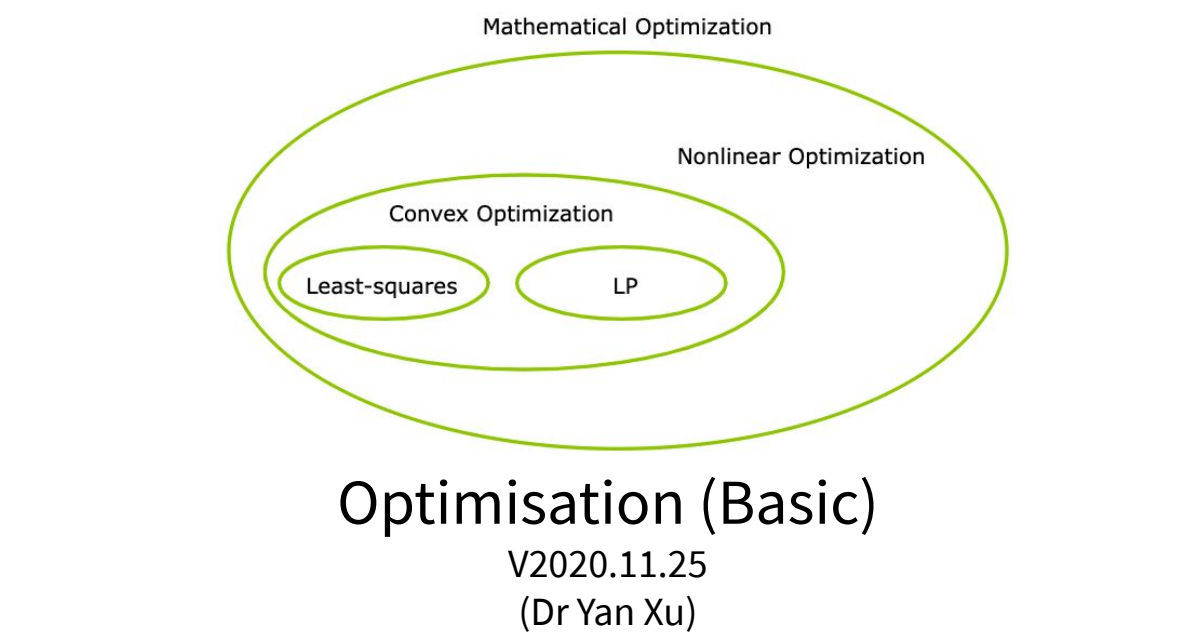 Mathematical Optimization
Nonlinear Optimization
Convex Optimization
Least-squares
LP
Optimisation (Basic)
V2020.11.25
(Dr Yan Xu)